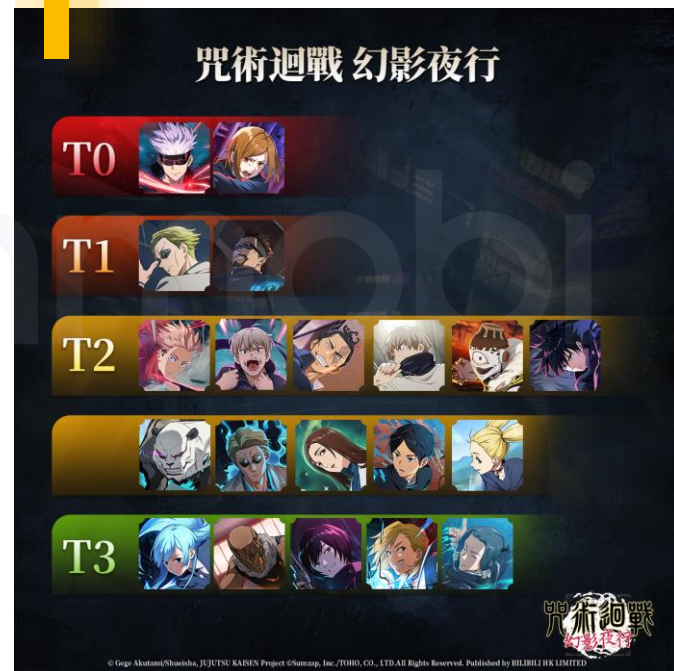 咒術迴戰 幻影夜行
T0
T1
mobi
T2
T3
咒術迴戰
幻影夜行
© Gege Akutami/Shueisha, JUJUTSU KAISEN Project ©Sumzap, Inc./TOHO, CO., LTD.All Rights Reserved. Published by BILIBILI HK LIMITED